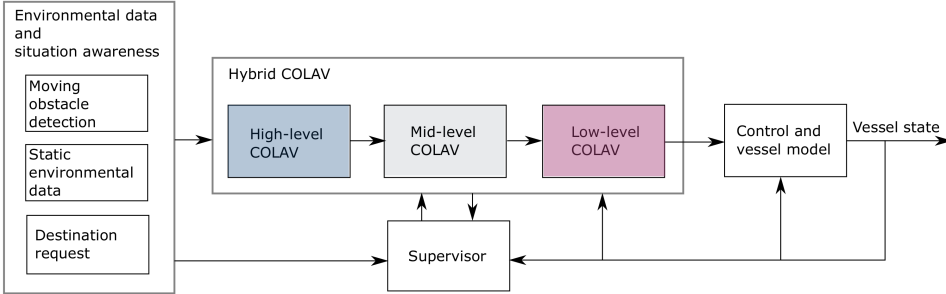 Environmental data
and
situation awareness
Moving
obstacle
detection
Static
environmental
data
Destination
request
Hybrid COLAV
High-level
COLAV
Mid-level
COLAV
Low-level
COLAV
Control and
vessel model
Vessel state
Supervisor